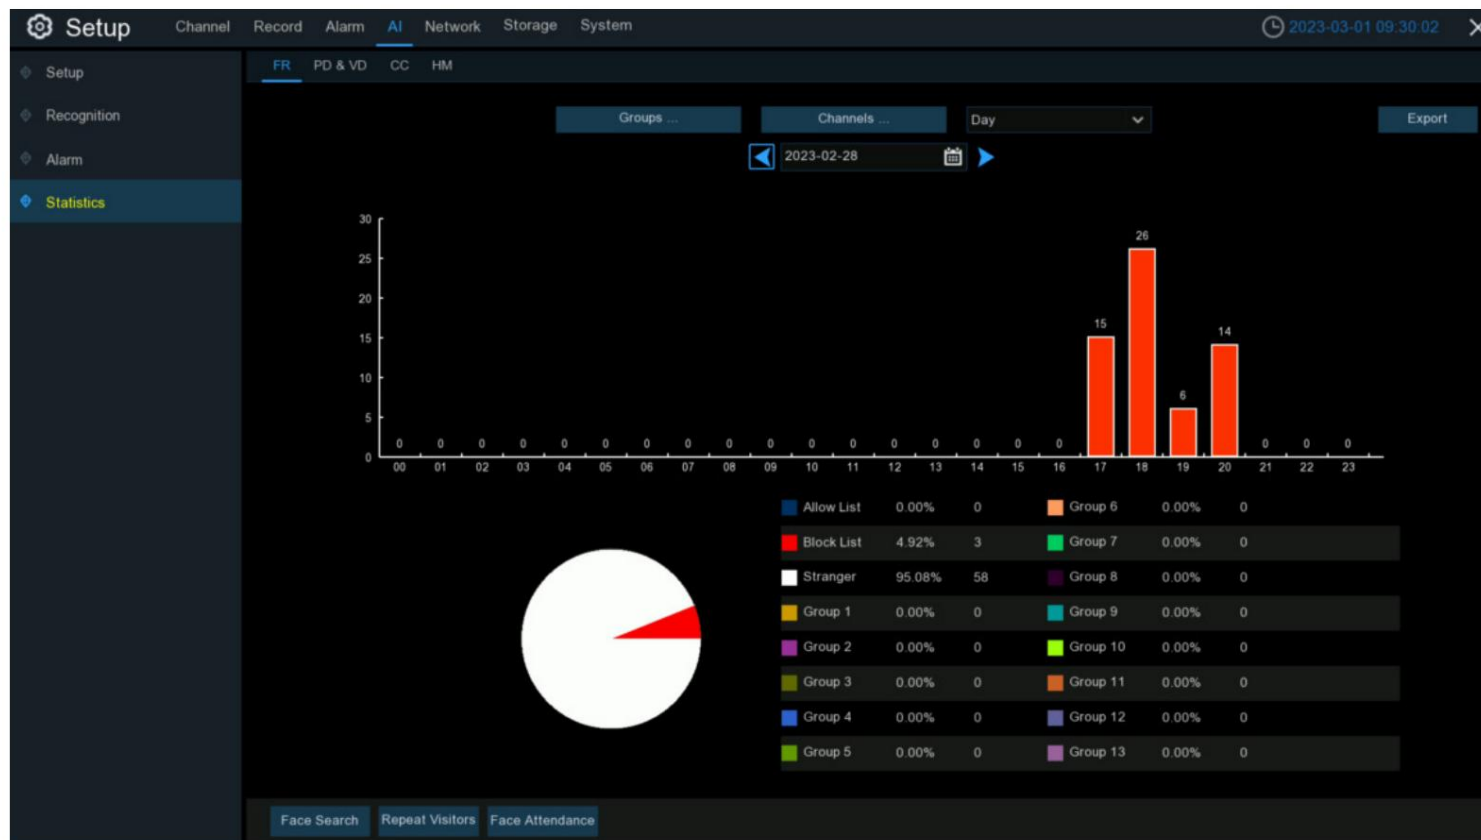 Setup Channel Record Alarm AI Network Storage System 2023-03-01 09:30:02
Setup
Recognition
Alarm
Statistics
FR PD & VD CC HM
Groups ... Channels ... Day Export
2023-02-28
30
25
20
15
10
5
0
26
15
14
6
0 0 0 0 0 0 0 0 0 0 0 0 0 0 0 0 0 0 0 0
00 01 02 03 04 05 06 07 08 09 10 11 12 13 14 15 16 17 18 19 20 21 22 23
Allow List 0.00% 0 Group 6 0.00% 0
Block List 4.92% 3 Group 7 0.00% 0
Stranger 95.08% 58 Group 8 0.00% 0
Group 1 0.00% 0 Group 9 0.00% 0
Group 2 0.00% 0 Group 10 0.00% 0
Group 3 0.00% 0 Group 11 0.00% 0
Group 4 0.00% 0 Group 12 0.00% 0
Group 5 0.00% 0 Group 13 0.00% 0
Face Search Repeat Visitors Face Attendance